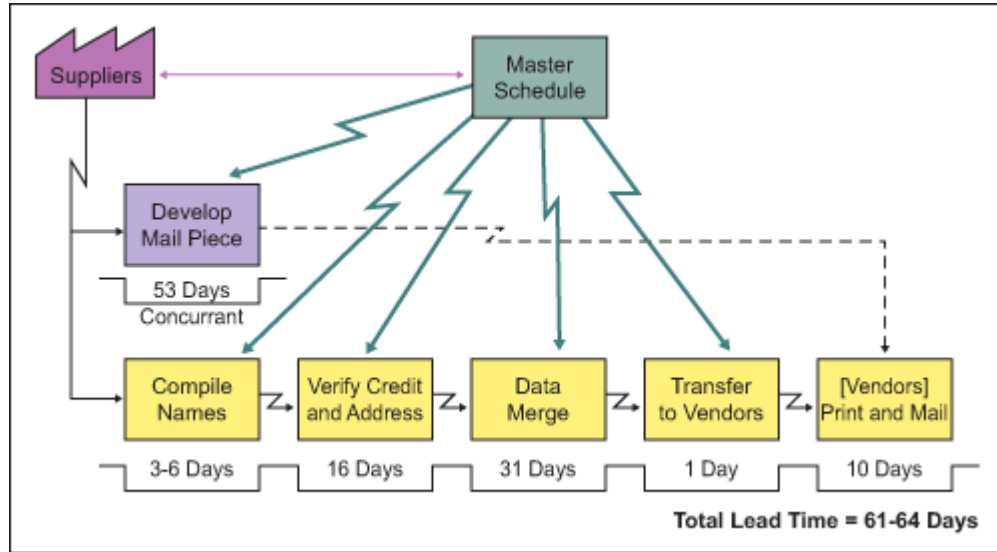 Suppliers
Master
Schedule
Develop
Mail Piece
53 Days
Concurrant
Compile
Names
Verify Credit
and Address
Data
Merge
Transfer
to Vendors
[Vendors]
Print and Mail
3-6 Days
16 Days
31 Days
1 Day
10 Days
Total Lead Time = 61-64 Days